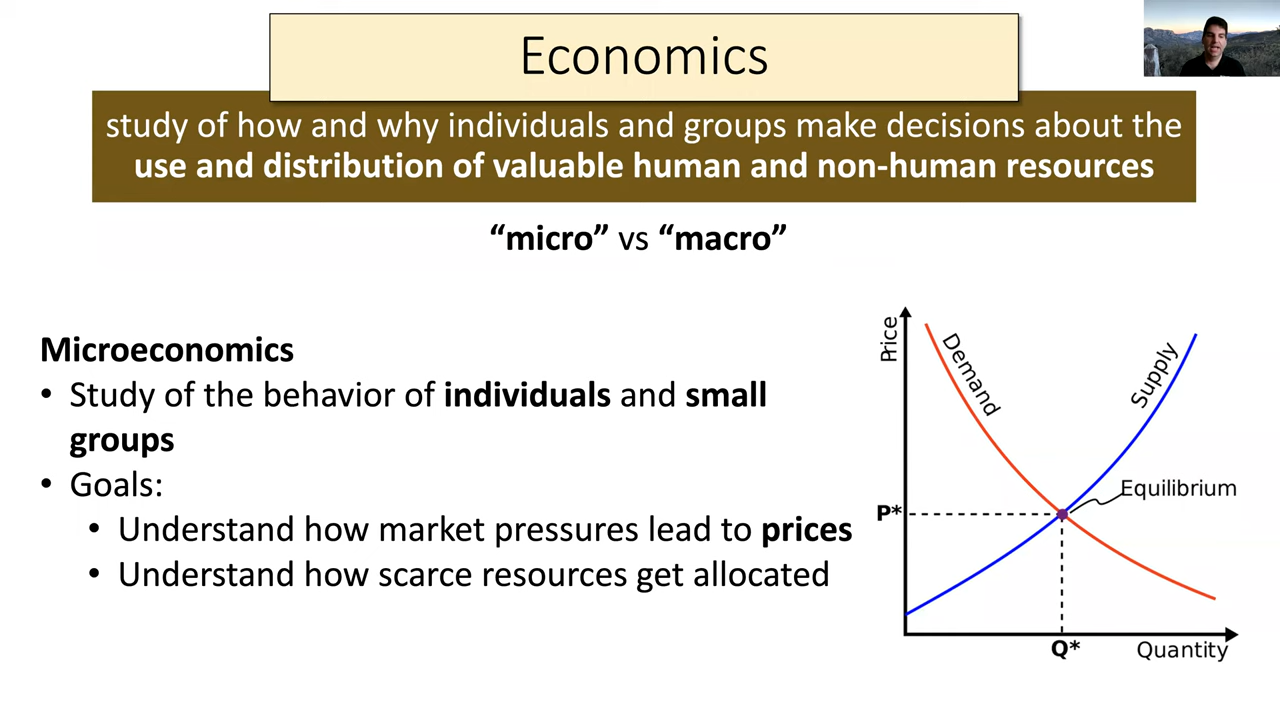 Economics
study of how and why individuals and groups make decisions about the
use and distribution of valuable human and non-human resources
“micro” vs “macro”
Microeconomics
• Study of the behavior of individuals and small
groups
• Goals:
• Understand how market pressures lead to prices
• Understand how scarce resources get allocated
Price
Demand
Supply
Equilibrium
P*
Q*
Quantity